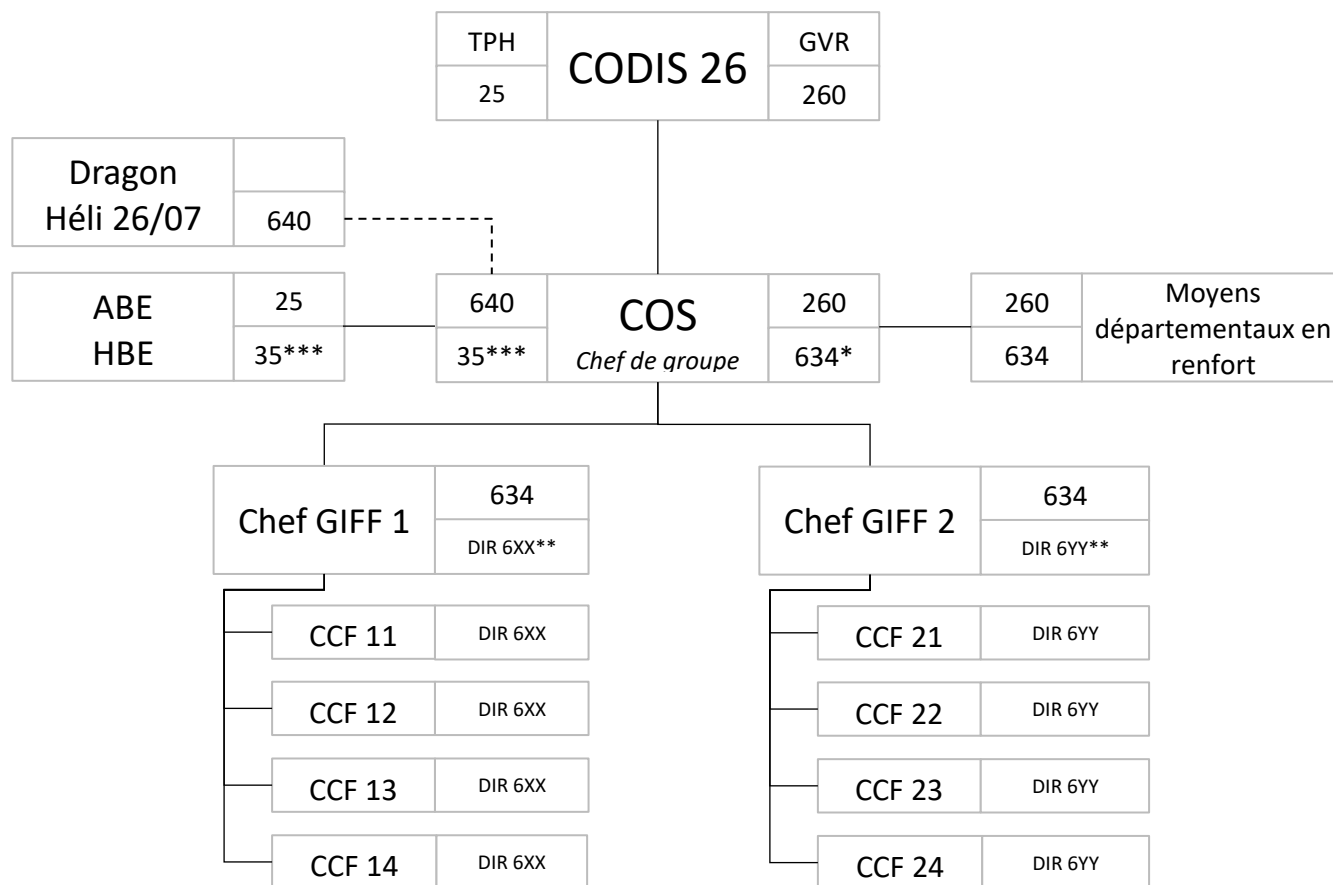 TPH
CODIS 26
GVR
25
260
Dragon
Héli 26/07
640
ABE
HBE
25
35***
640
35***
COS
Chef de groupe
260
634*
260
634
Moyens
départementaux en
renfort
Chef GIFF 1
634
DIR 6XX**
Chef GIFF 2
634
DIR 6YY**
CCF 11
DIR 6XX
CCF 21
DIR 6YY
CCF 12
DIR 6XX
CCF 22
DIR 6YY
CCF 13
DIR 6XX
CCF 23
DIR 6YY
CCF 14
DIR 6XX
CCF 24
DIR 6YY